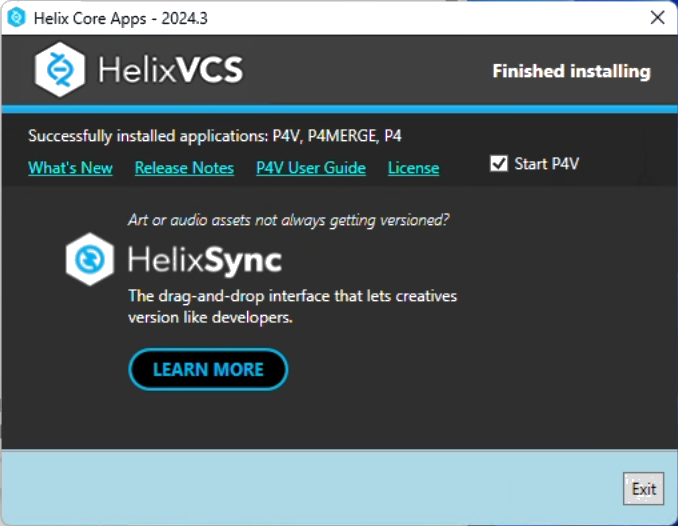 Helix Core Apps - 2024.3
HelixVCS
Finished installing
Successfully installed applications: P4V, P4MERGE, P4
What's New Release Notes P4V User Guide License
Start P4V
Art or audio assets not always getting versioned?
HelixSync
The drag-and-drop interface that lets creatives
version like developers.
LEARN MORE
Exit